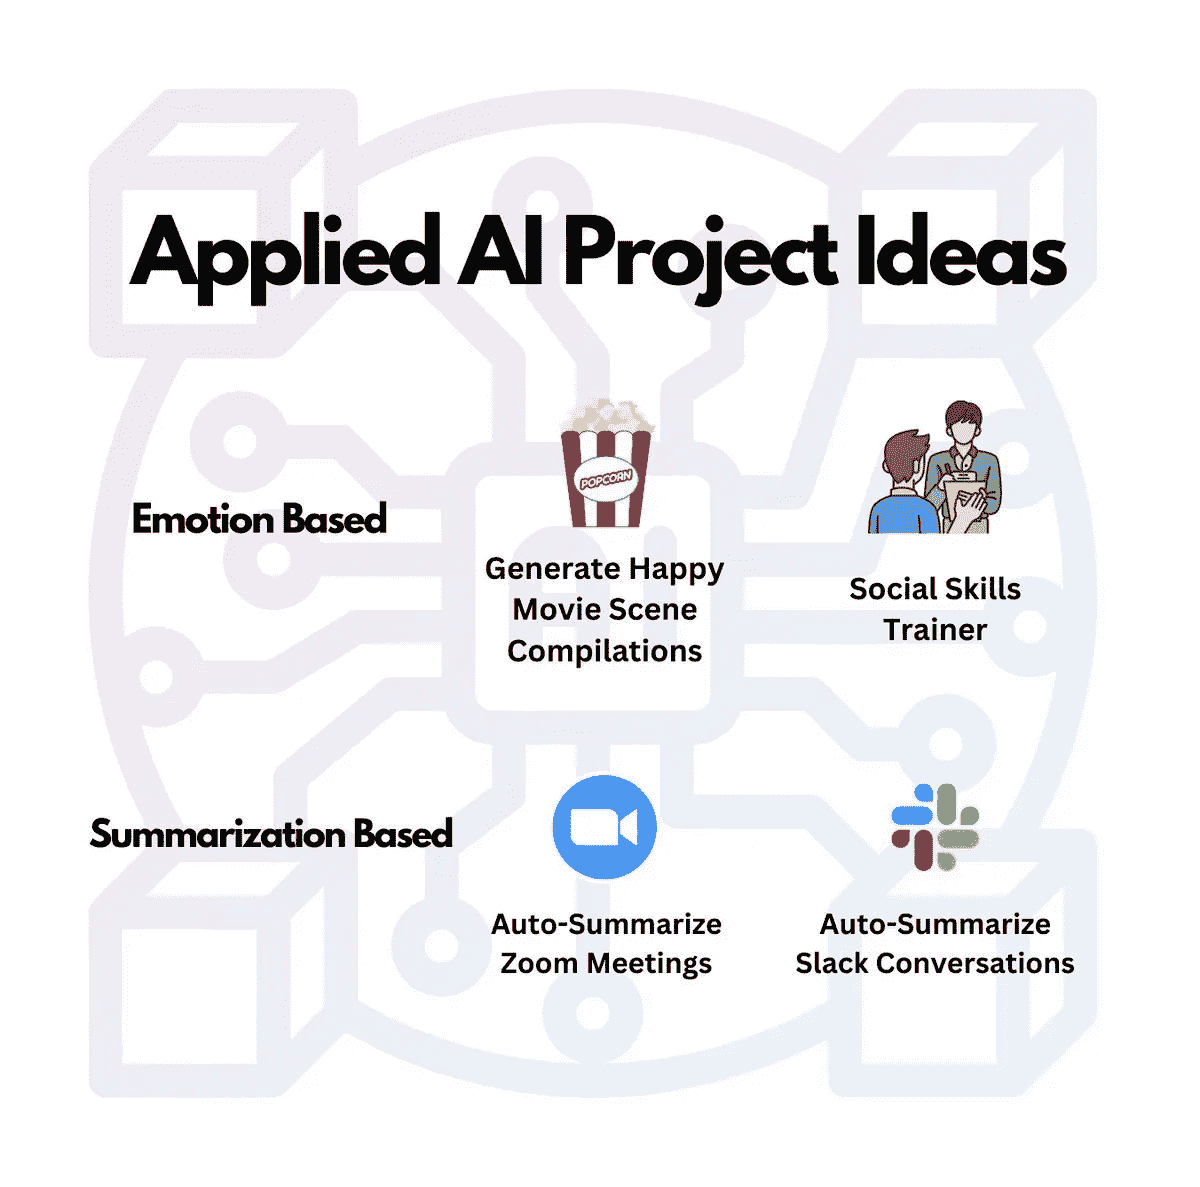 Applied AI Project Ideas
Emotion Based
POPCORN
Generate Happy
Movie Scene
Compilations
Social Skills
Trainer
Summarization Based
Auto-Summarize
Zoom Meetings
Auto-Summarize
Slack Conversations
AI